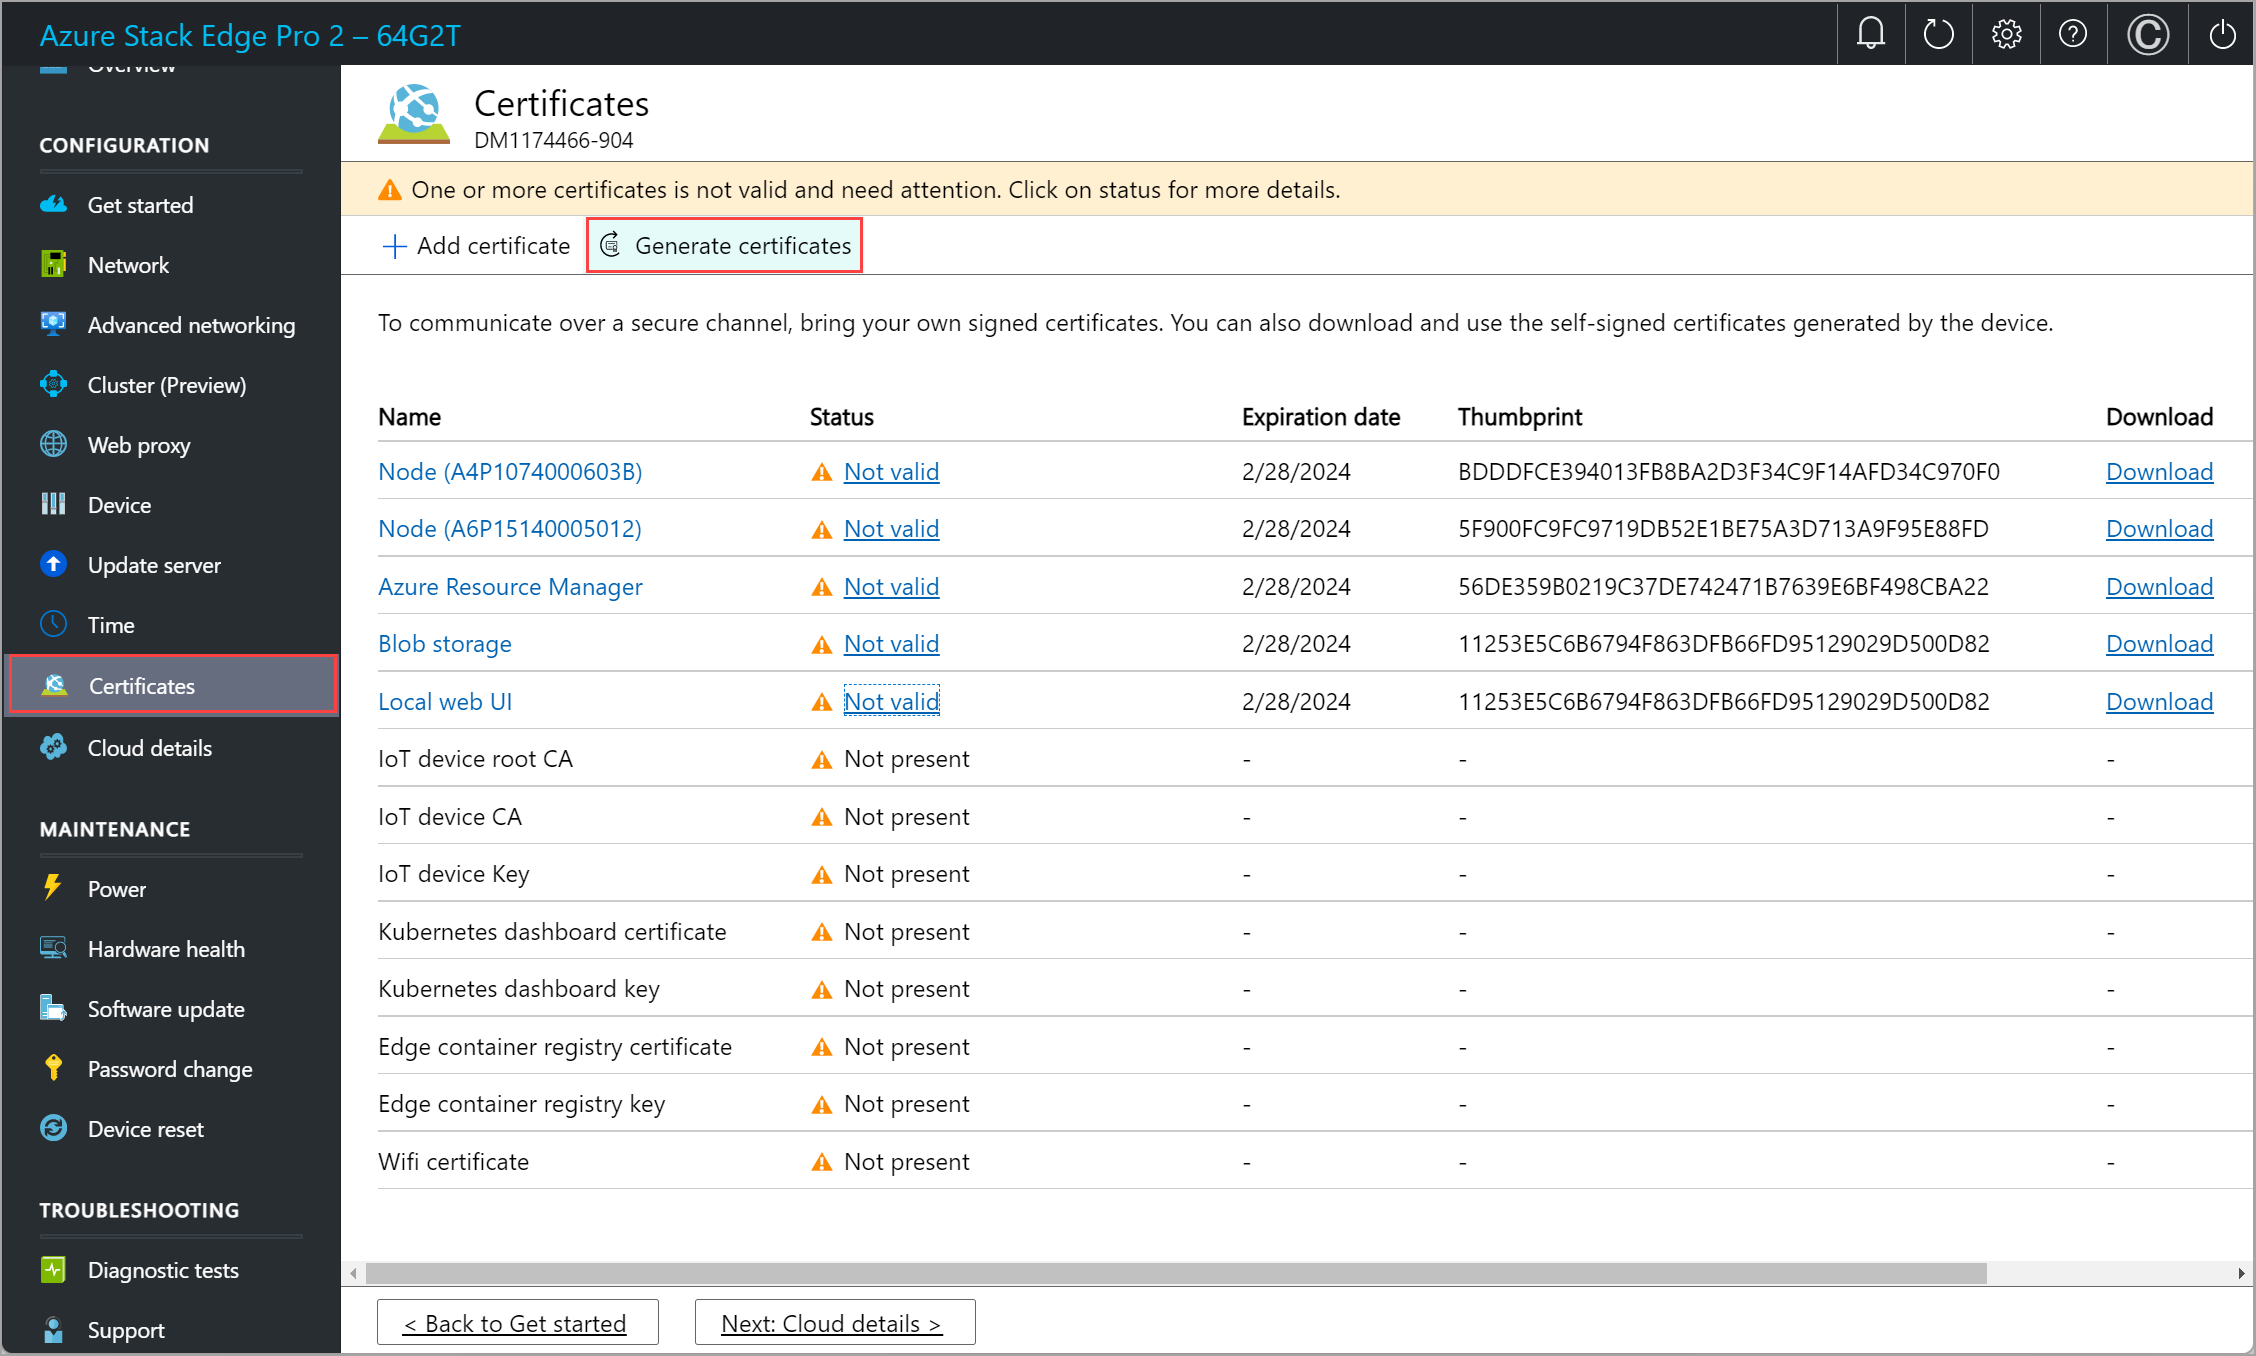 Azure Stack Edge Pro 2 – 64G2T
Overview
CONFIGURATION
Get started
Network
Advanced networking
Cluster (Preview)
Web proxy
Device
Update server
Time
Certificates
Cloud details
MAINTENANCE
Power
Hardware health
Software update
Password change
Device reset
TROUBLESHOOTING
Diagnostic tests
Support
Certificates
DM1174466-904
One or more certificates is not valid and need attention. Click on status for more details.
Add certificate Generate certificates
To communicate over a secure channel, bring your own signed certificates. You can also download and use the self-signed certificates generated by the device.
Name Status Expiration date Thumbprint Download
Node (A4P1074000603B) Not valid 2/28/2024 BDDDFCE394013FB8BA2D3F34C9F14AFD34C970F0 Download
Node (A6P15140005012) Not valid 2/28/2024 5F900FC9FC9719DB52E1BE75A3D713A9F95E88FD Download
Azure Resource Manager Not valid 2/28/2024 56DE359B0219C37DE742471B7639E6BF498CBA22 Download
Blob storage Not valid 2/28/2024 11253E5C6B6794F863DFB66FD95129029D500D82 Download
Local web UI Not valid 2/28/2024 11253E5C6B6794F863DFB66FD95129029D500D82 Download
IoT device root CA Not present - - -
IoT device CA Not present - - -
IoT device Key Not present - - -
Kubernetes dashboard certificate Not present - - -
Kubernetes dashboard key Not present - - -
Edge container registry certificate Not present - - -
Edge container registry key Not present - - -
Wifi certificate Not present - - -
< Back to Get started Next: Cloud details >